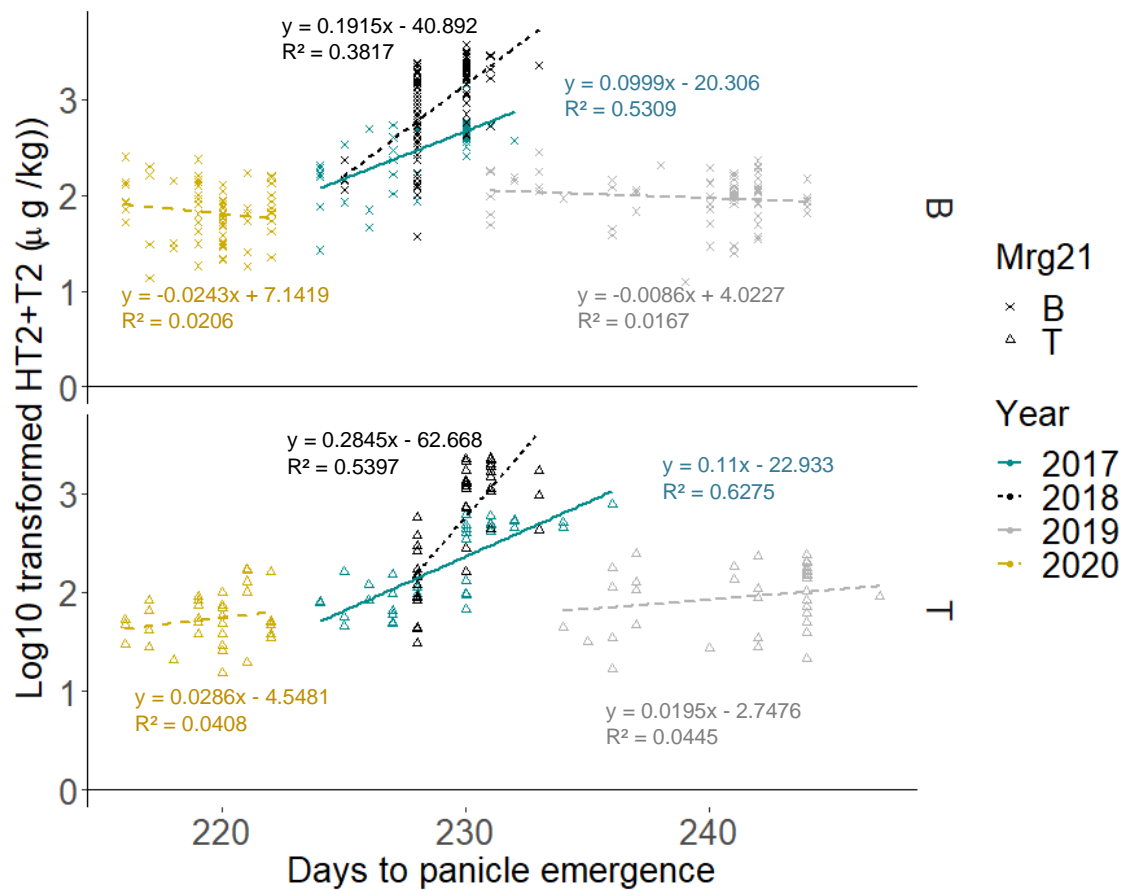 Log10 transformed HT2+T2 (μ g /kg))
3
2
1
0
y = 0.1915x - 40.892
R² = 0.3817
y = 0.0999x - 20.306
R² = 0.5309
y = -0.0243x + 7.1419
R² = 0.0206
y = -0.0086x + 4.0227
R² = 0.0167
B
3
2
1
0
y = 0.2845x - 62.668
R² = 0.5397
y = 0.11x - 22.933
R² = 0.6275
y = 0.0286x - 4.5481
R² = 0.0408
y = 0.0195x - 2.7476
R² = 0.0445
T
220 230 240
Days to panicle emergence
Mrg21
B
T
Year
2017
2018
2019
2020